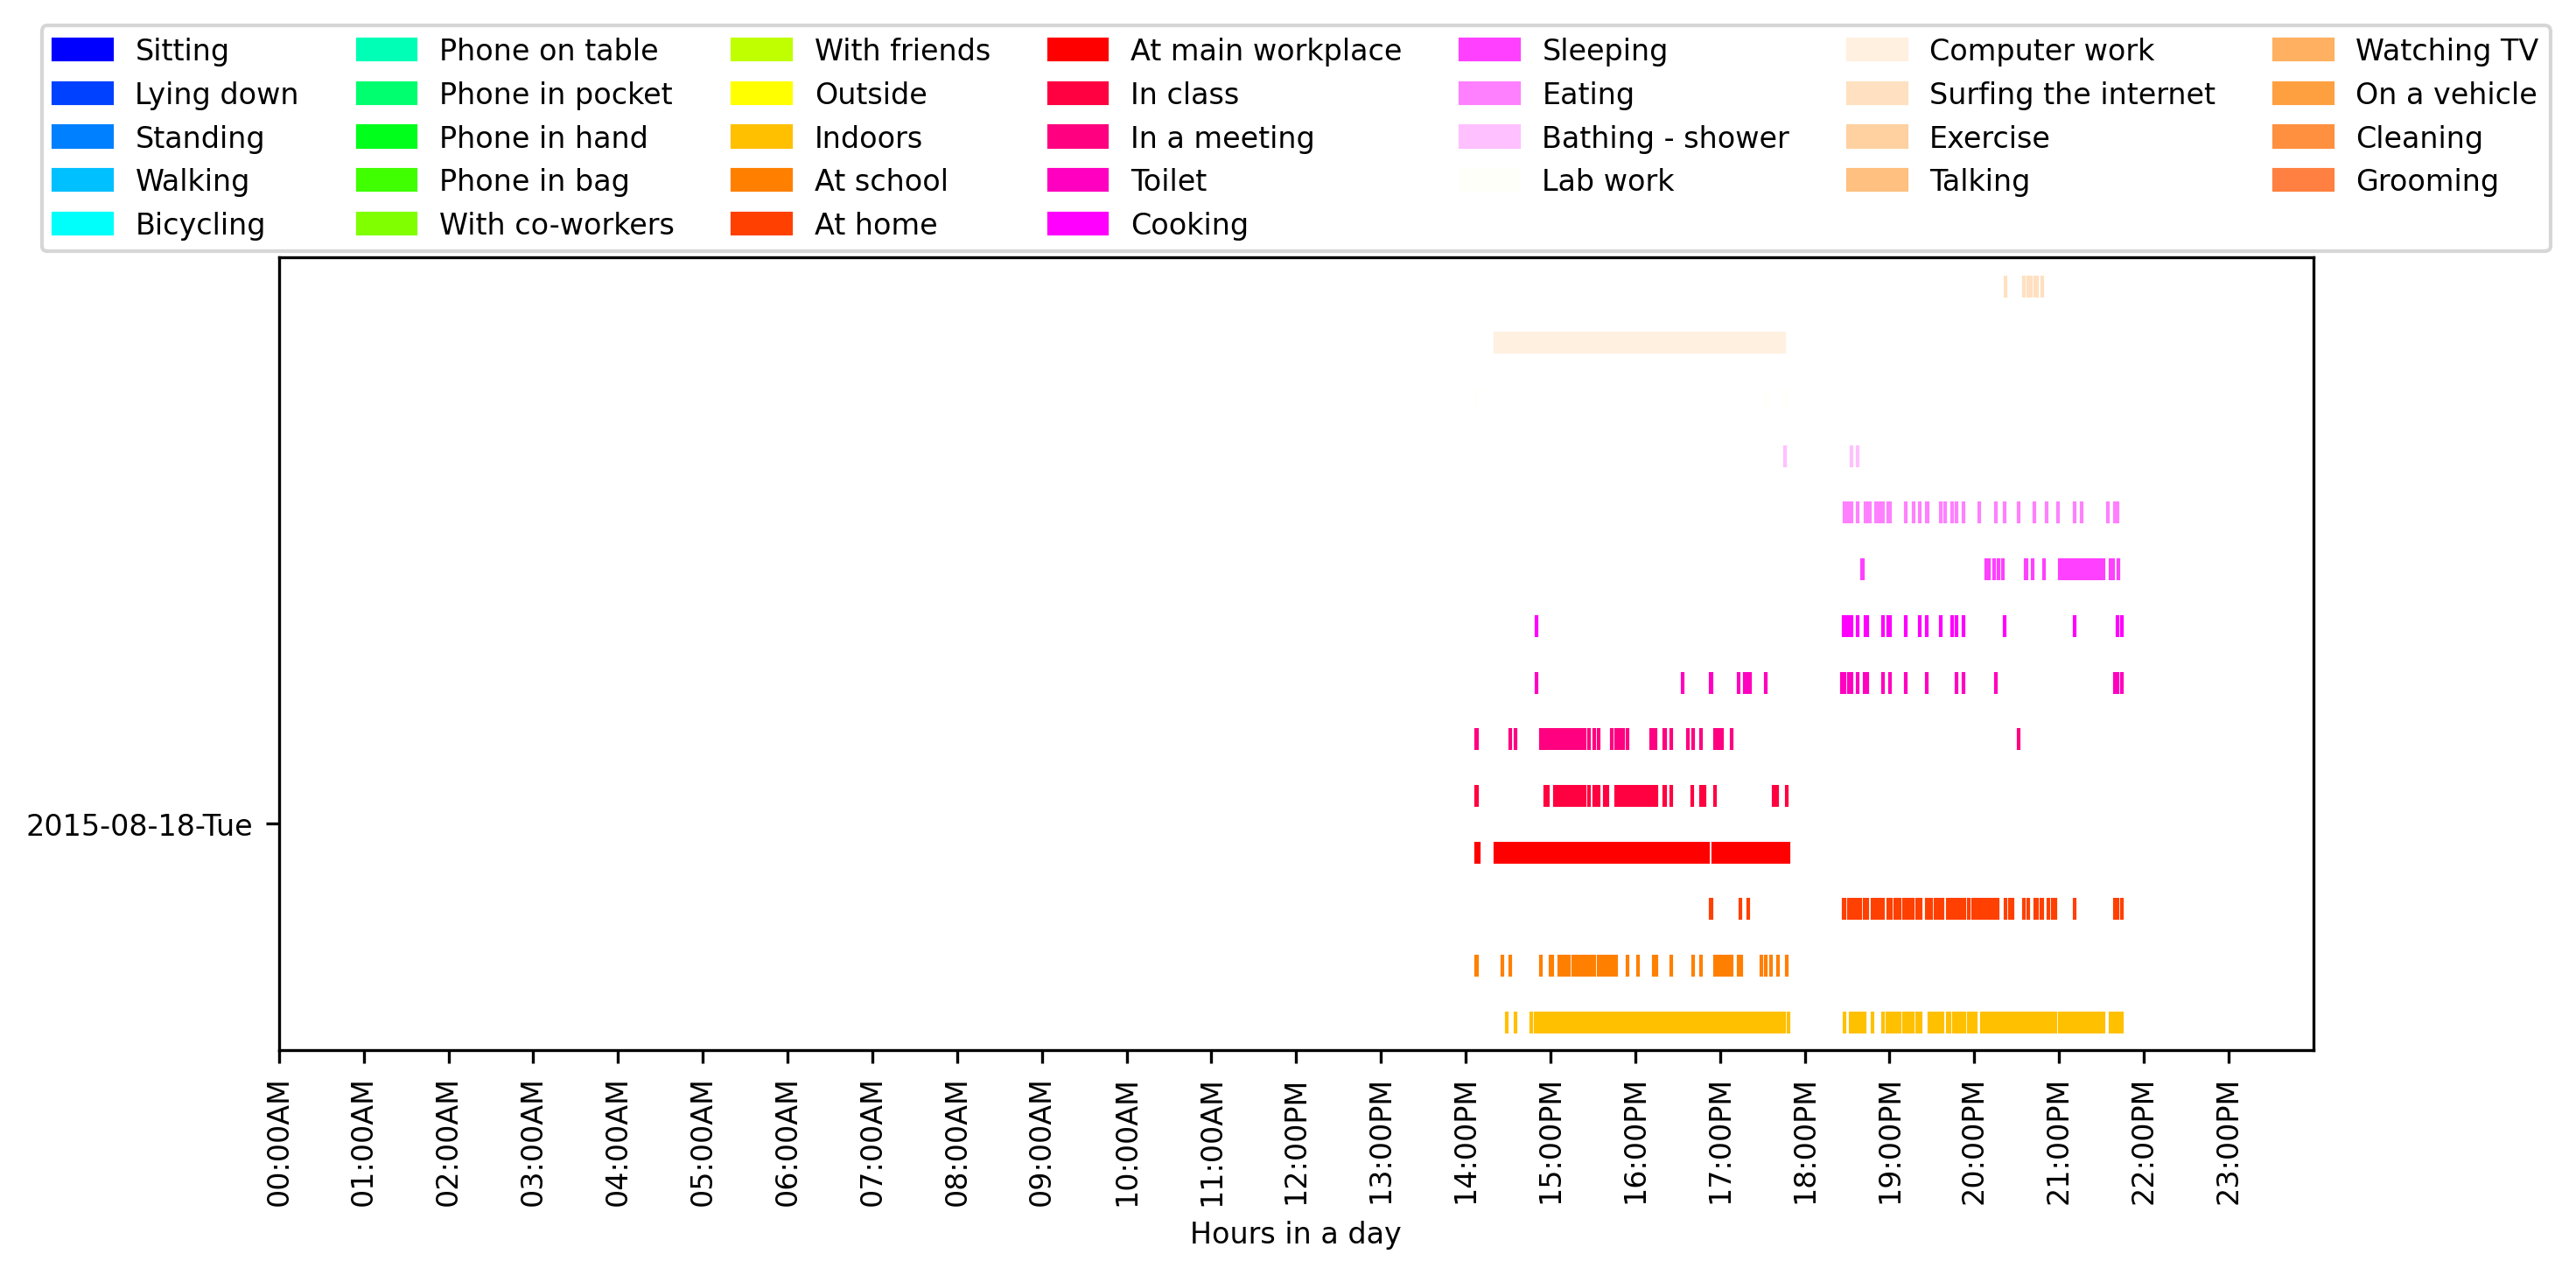 Sitting
Lying down
Standing
Walking
Bicycling
Phone on table
Phone in pocket
Phone in hand
Phone in bag
With co-workers
With friends
Outside
Indoors
At school
At home
At main workplace
In class
In a meeting
Toilet
Cooking
Sleeping
Eating
Bathing - shower
Lab work
Computer work
Surfing the internet
Exercise
Talking
Watching TV
On a vehicle
Cleaning
Grooming
2015-08-18-Tue
00:00AM
01:00AM
02:00AM
03:00AM
04:00AM
05:00AM
06:00AM
07:00AM
08:00AM
09:00AM
10:00AM
11:00AM
12:00PM
13:00PM
14:00PM
15:00PM
16:00PM
17:00PM
18:00PM
19:00PM
20:00PM
21:00PM
22:00PM
23:00PM
Hours in a day